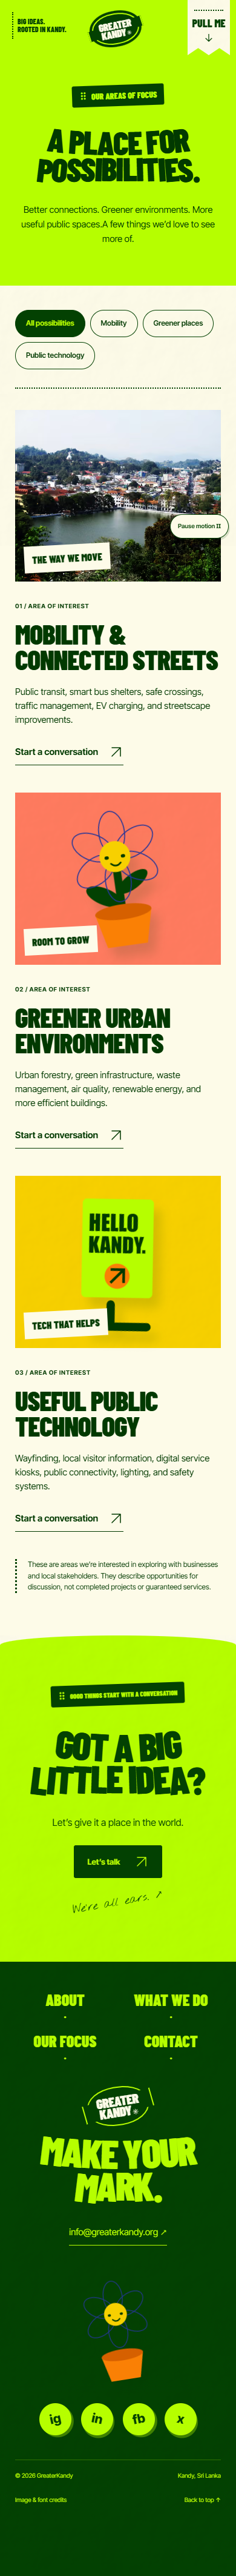 BIG IDEAS.
ROOTED IN KANDY.
GREATER
KANDY
PULL ME
↓
OUR AREAS OF FOCUS
A PLACE FOR
POSSIBILITIES.
Better connections. Greener environments. More
useful public spaces.A few things we'd love to see
more of.
All possibilities
Mobility
Greener places
Public technology
Pause motion
THE WAY WE MOVE
01 / AREA OF INTEREST
MOBILITY &
CONNECTED STREETS
Public transit, smart bus shelters, safe crossings,
traffic management, EV charging, and streetscape
improvements.
Start a conversation
ROOM TO GROW
02 / AREA OF INTEREST
GREENER URBAN
ENVIRONMENTS
Urban forestry, green infrastructure, waste
management, air quality, renewable energy, and
more efficient buildings.
Start a conversation
HELLO
KANDY.
TECH THAT HELPS
03 / AREA OF INTEREST
USEFUL PUBLIC
TECHNOLOGY
Wayfinding, local visitor information, digital service
kiosks, public connectivity, lighting, and safety
systems.
Start a conversation
These are areas we're interested in exploring with businesses
and local stakeholders. They describe opportunities for
discussion, not completed projects or guaranteed services.
GOOD THINGS START WITH A CONVERSATION
GOT A BIG
LITTLE IDEA?
Let's give it a place in the world.
Let's talk
We're all ears. ↗
ABOUT
WHAT WE DO
OUR FOCUS
CONTACT
GREATER
KANDY
MAKE YOUR
MARK.
info@greaterkandy.org ↗
ig
in
fb
x
© 2026 GreaterKandy
Kandy, Sri Lanka
Image & font credits
Back to top ↑